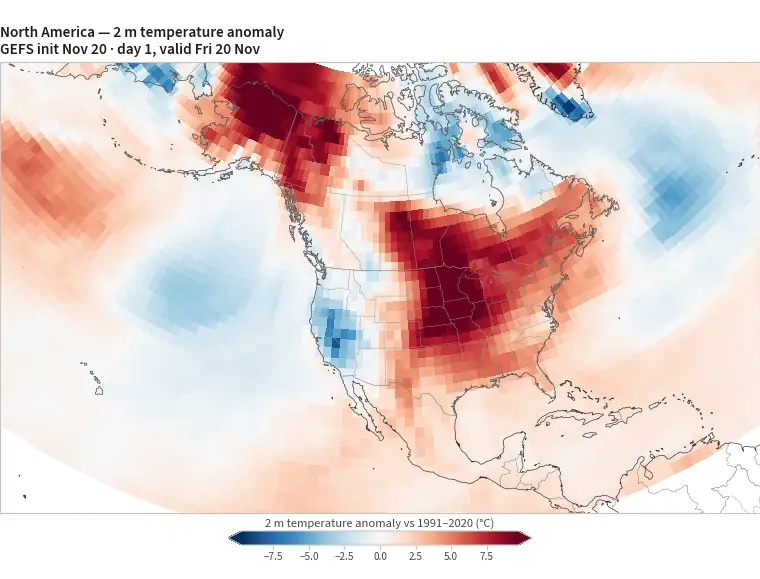 North America — 2 m temperature anomaly
GEFS init Nov 20 · day 1, valid Fri 20 Nov
2 m temperature anomaly vs 1991–2020 (°C)
−7.5 −5.0 −2.5 0.0 2.5 5.0 7.5